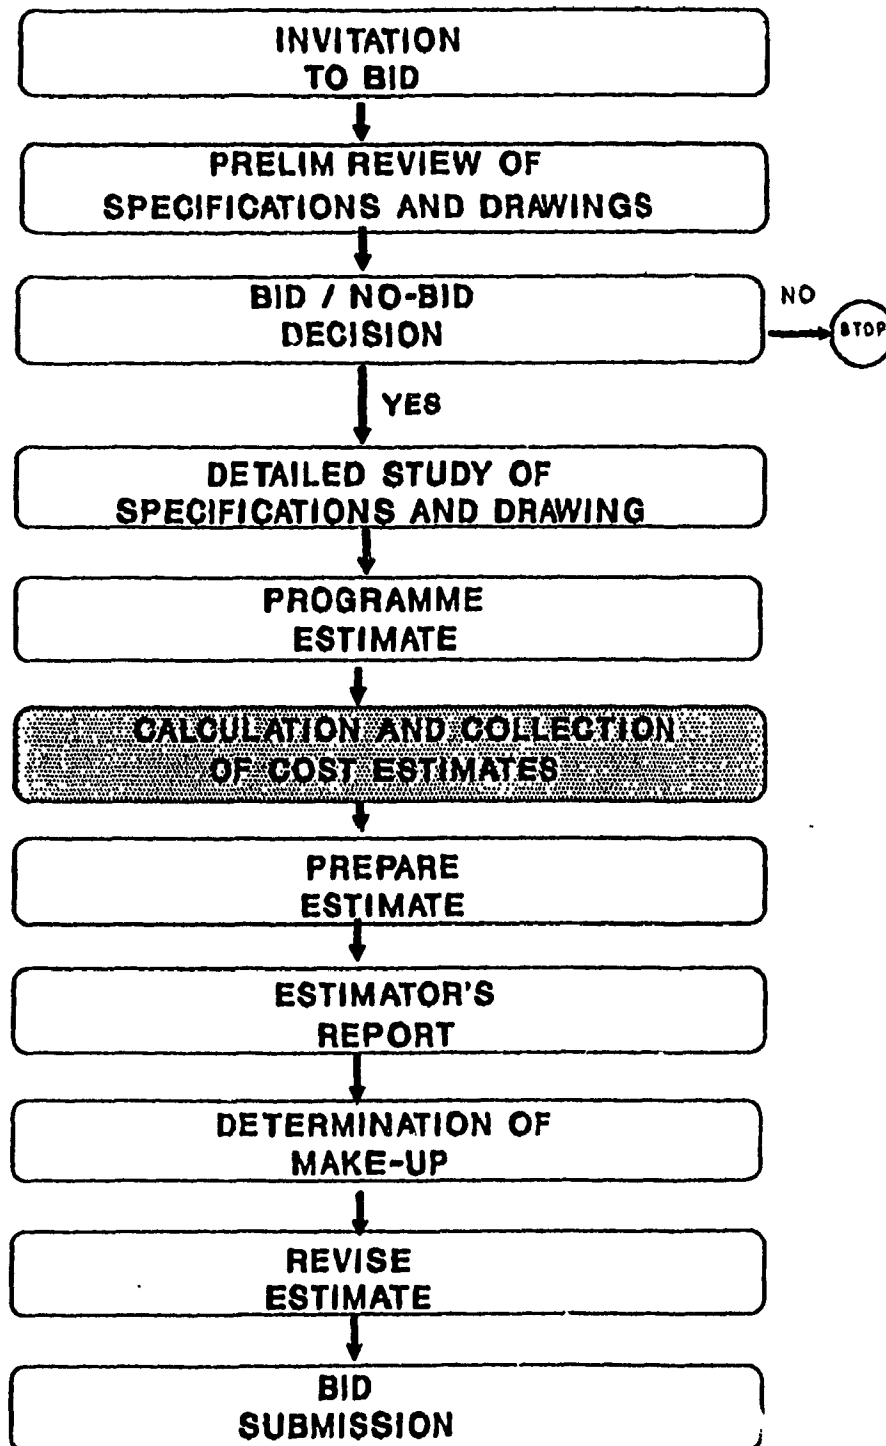 INVITATION
TO BID
PRELIM REVIEW OF
SPECIFICATIONS AND DRAWINGS
BID / NO-BID
DECISION
NO
STOP
YES
DETAILED STUDY OF
SPECIFICATIONS AND DRAWING
PROGRAMME
ESTIMATE
CALCULATION AND COLLECTION
OF COST ESTIMATES
PREPARE
ESTIMATE
ESTIMATOR'S
REPORT
DETERMINATION OF
MAKE-UP
REVISE
ESTIMATE
BID
SUBMISSION